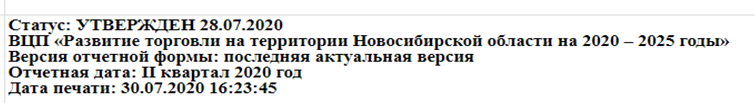 Статус: УТВЕРЖДЕН 28.07.2020
ВЦП «Развитие торговли на территории Новосибирской области на 2020 – 2025 годы»
Версия отчетной формы: последняя актуальная версия
Отчетная дата: II квартал 2020 год
Дата печати: 30.07.2020 16:23:45